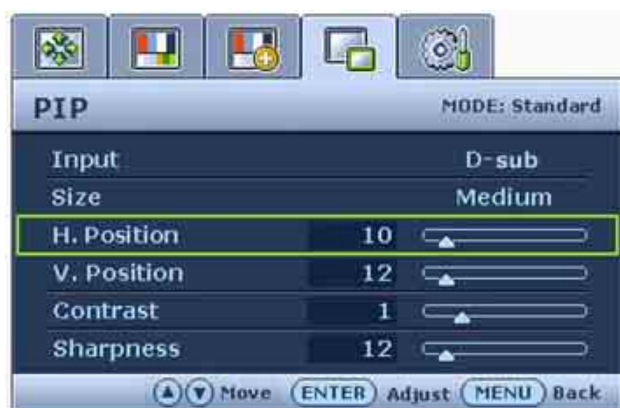 PIP MODE: Standard
Input D-sub
Size Medium
H. Position 10
V. Position 12
Contrast 1
Sharpness 12
Move ENTER Adjust MENU Back